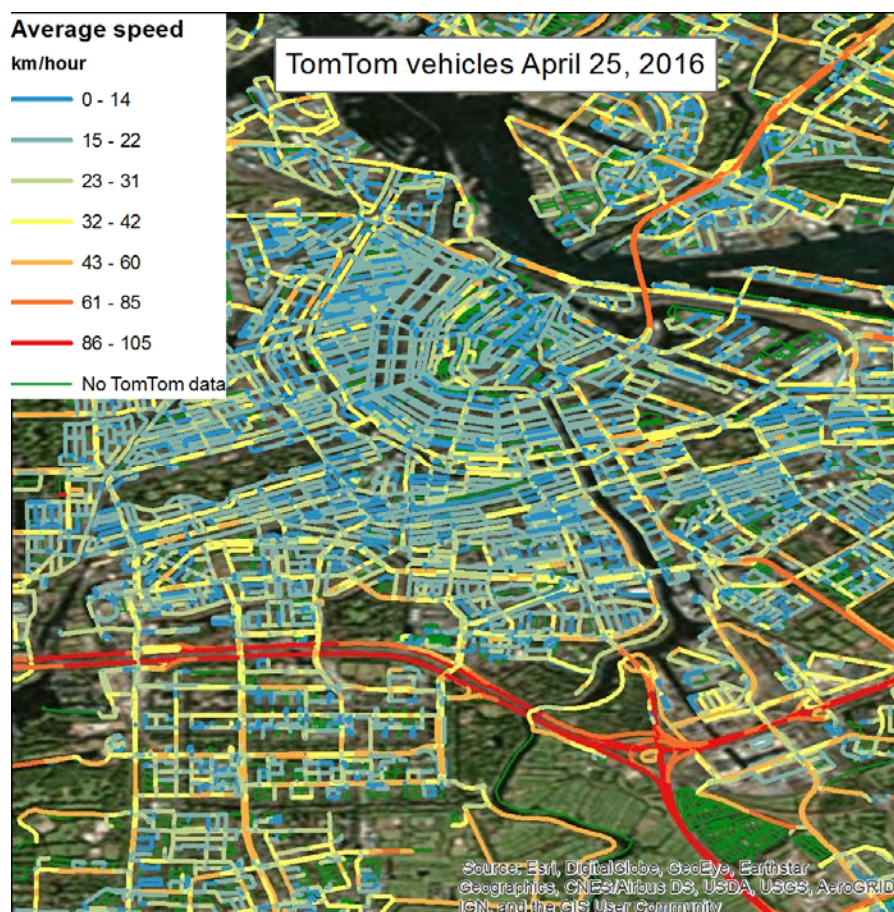 Average speed
km/hour
TomTom vehicles April 25, 2016
0 - 14
15 - 22
23 - 31
32 - 42
43 - 60
61 - 85
86 - 105
No TomTom data
Source: Esri, DigitalGlobe, GeoEye, Earthstar
Geographics, CNES/Airbus DS, USDA, USGS, AeroGRID
IGN, and the GIS User Community